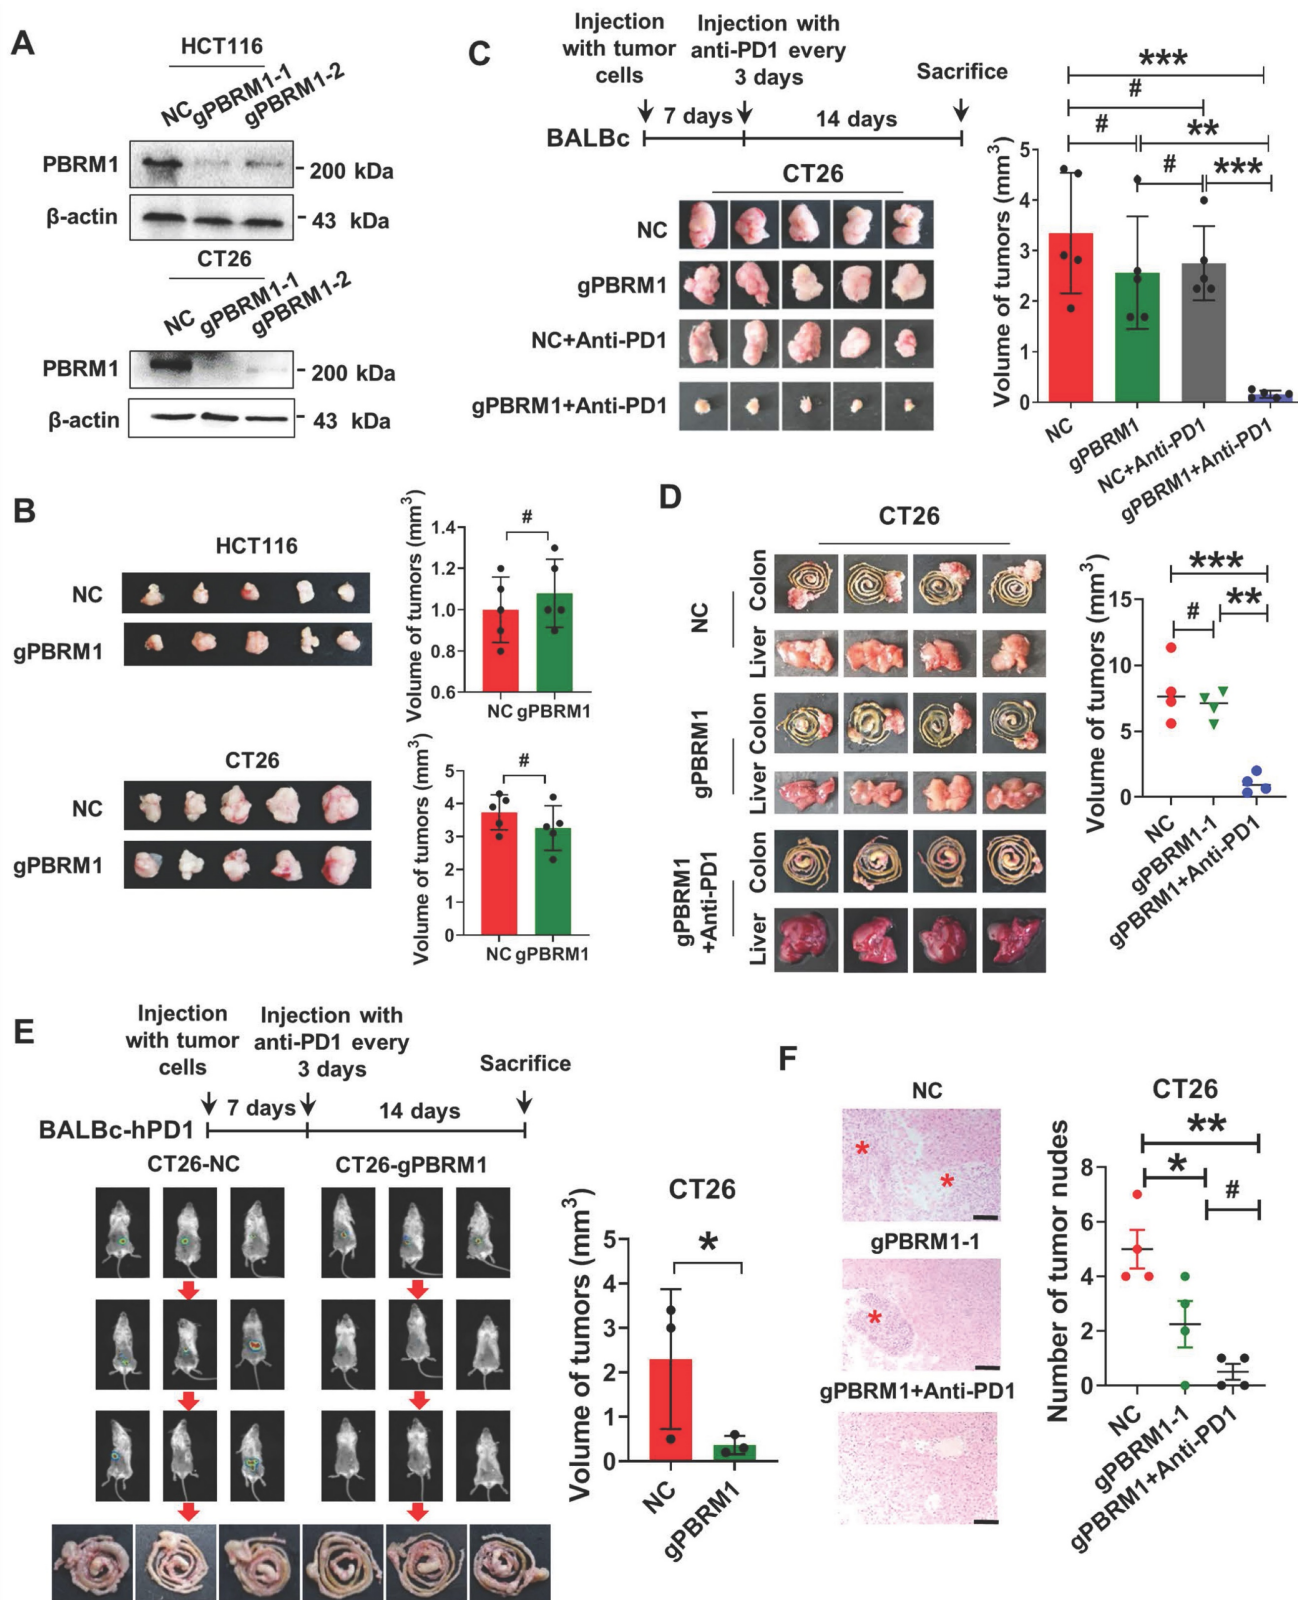 A
HCT116
NC
gPBRM1-1
gPBRM1-2
PBRM1
200 kDa
β-actin
43 kDa
CT26
NC
gPBRM1-1
gPBRM1-2
PBRM1
200 kDa
β-actin
43 kDa
B
HCT116
NC
gPBRM1
Volume of tumors (mm³)
1.4
1.2
1.0
0.8
0.6
#
NC gPBRM1
CT26
NC
gPBRM1
Volume of tumors (mm³)
5
4
3
2
1
0
#
NC gPBRM1
C
Injection
with tumor
cells
Injection with
anti-PD1 every
3 days
Sacrifice
7 days
14 days
BALBc
CT26
NC
gPBRM1
NC+Anti-PD1
gPBRM1+Anti-PD1
Volume of tumors (mm³)
5
4
3
2
1
0
***
#
# **
# ***
NC
gPBRM1
NC+Anti-PD1
gPBRM1+Anti-PD1
D
CT26
NC
Colon
Liver
gPBRM1
Colon
Liver
gPBRM1
+Anti-PD1
Colon
Liver
Volume of tumors (mm³)
15
10
5
0
***
# **
NC
gPBRM1-1
gPBRM1+Anti-PD1
E
Injection
with tumor
cells
Injection with
anti-PD1 every
3 days
Sacrifice
7 days
14 days
BALBc-hPD1
CT26-NC
CT26-gPBRM1
CT26
Volume of tumors (mm³)
5
4
3
2
1
0
*
NC
gPBRM1
F
NC
*
*
gPBRM1-1
*
gPBRM1+Anti-PD1
CT26
Number of tumor nudes
8
6
4
2
0
**
*
#
NC
gPBRM1-1
gPBRM1+Anti-PD1